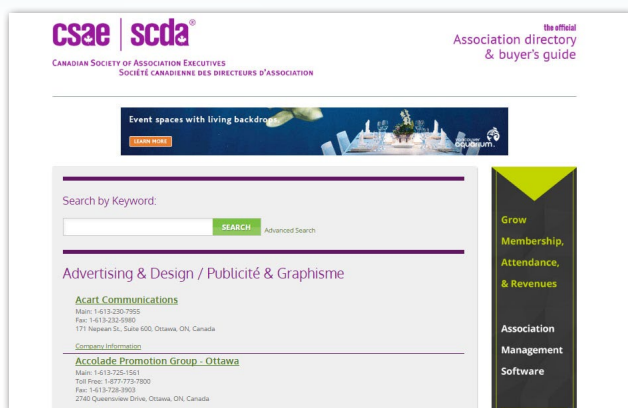 csae | scda®
CANADIAN SOCIETY OF ASSOCIATION EXECUTIVES
SOCIÉTÉ CANADIENNE DES DIRECTEURS D'ASSOCIATION
the official
Association directory
& buyer's guide
Event spaces with living backdrops.
LEARN MORE
aquarium.
Search by Keyword:
SEARCH
Advanced Search
Advertising & Design / Publicité & Graphisme
Acart Communications
Main: 1-613-230-7955
Fax: 1-613-232-5980
171 Nepean St., Suite 600, Ottawa, ON, Canada
Company Information
Accolade Promotion Group - Ottawa
Main: 1-613-725-1561
Toll Free: 1-877-773-7800
Fax: 1-613-728-3903
2740 Queensview Drive, Ottawa, ON, Canada
Grow
Membership,
Attendance,
& Revenues
Association
Management
Software